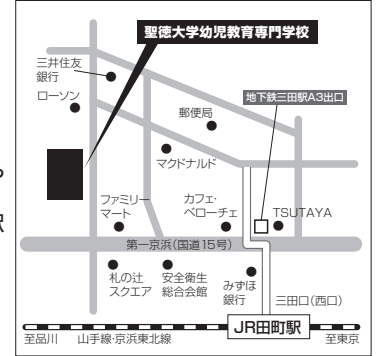 聖徳大学幼児教育専門学校
三井住友
銀行
ローソン
地下鉄三田駅A3出口
郵便局
マクドナルド
ファミリー
マート
カフェ・
ベローチェ
TSUTAYA
第一京浜(国道15号)
札の辻
スクエア
安全衛生
総合会館
みずほ
銀行
三田口(西口)
JR田町駅
至品川
山手線·京浜東北線
至東京